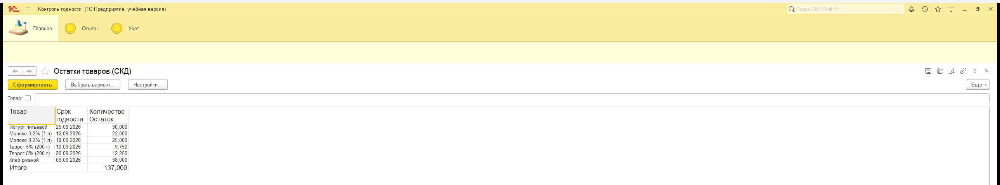 1С Контроль годности (1С:Предприятие, учебная версия) Поиск Ctrl+Shift+F
Главное Отчёты Учёт
Остатки товаров (СКД)
Сформировать Выбрать вариант... Настройки... Еще
Товар:
Товар Срок годности Количество Остаток
Йогурт питьевой 25.09.2026 30,000
Молоко 3,2% (1 л) 12.09.2026 22,000
Молоко 3,2% (1 л) 18.09.2026 25,000
Творог 5% (200 г) 10.09.2026 9,750
Творог 5% (200 г) 20.09.2026 12,250
Хлеб ржаной 09.09.2026 38,000
Итого 137,000